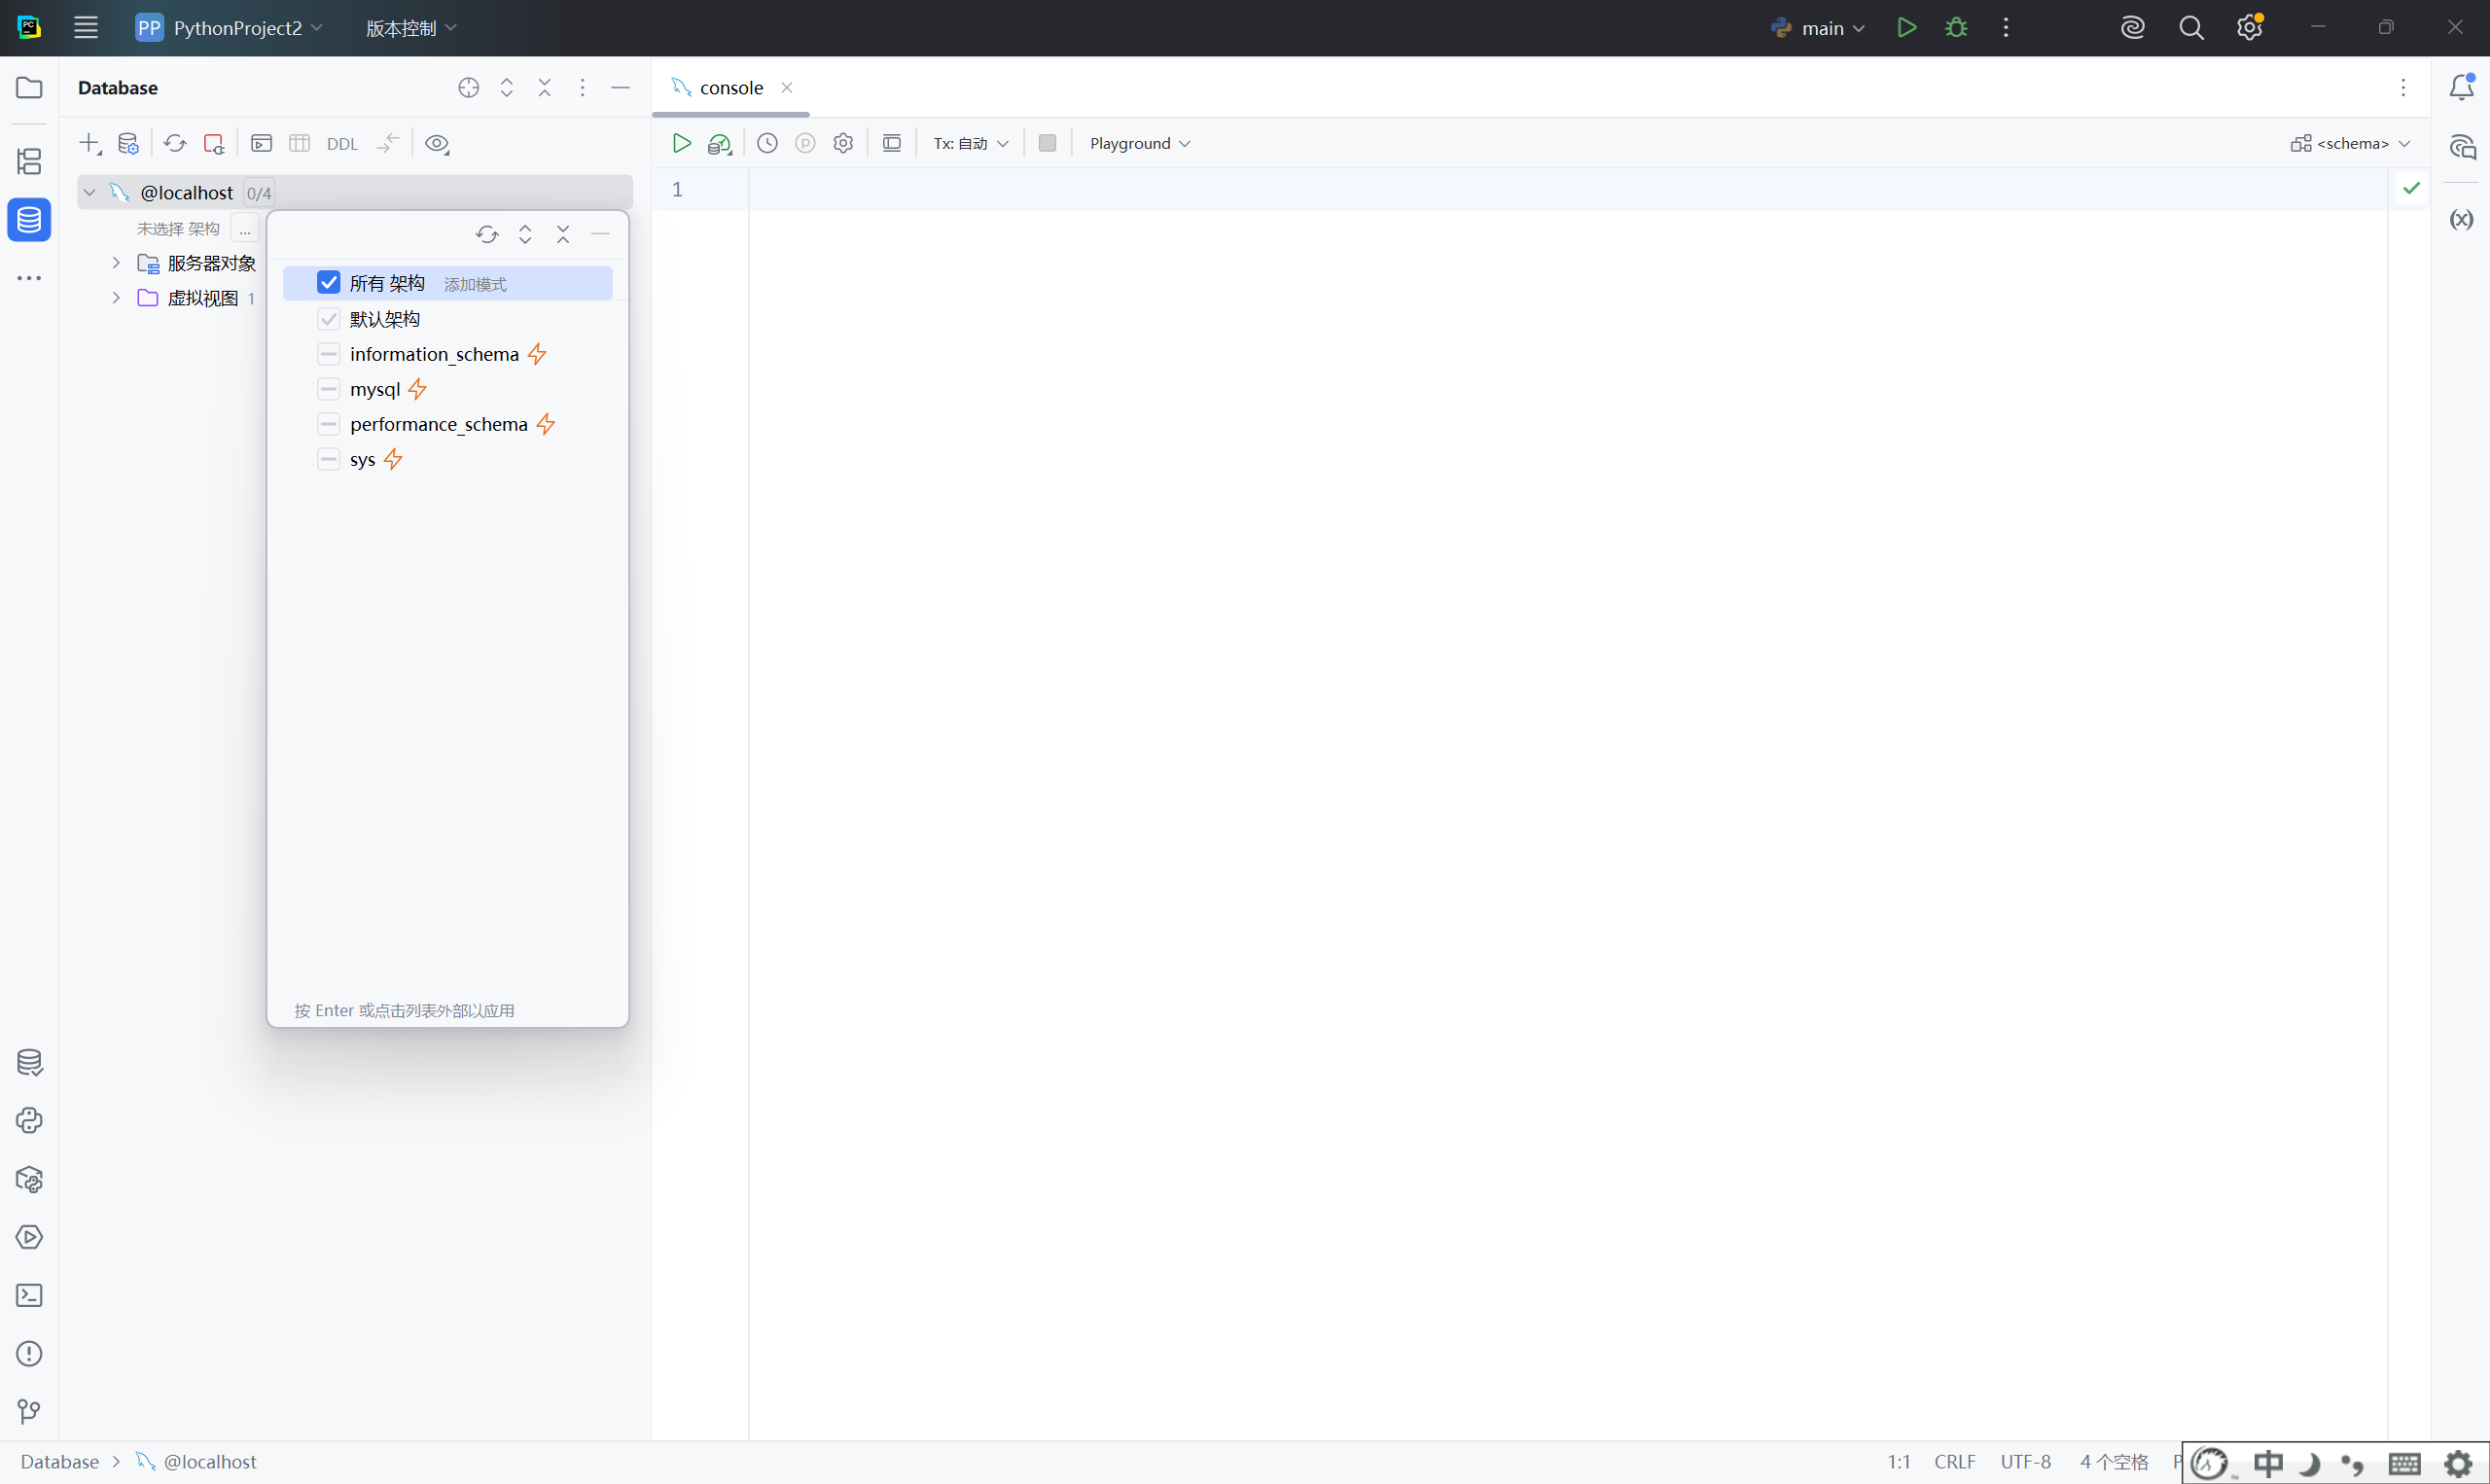 PC
PP PythonProject2 版本控制 main
Database
console
DDL
Tx: 自动 Playground <schema>
@localhost 0/4
1
未选择 架构 ...
服务器对象
虚拟视图 1
所有 架构 添加模式
默认架构
information_schema
mysql
performance_schema
sys
按 Enter 或点击列表外部以应用
Database @localhost 1:1 CRLF UTF-8 4 个空格 P 中